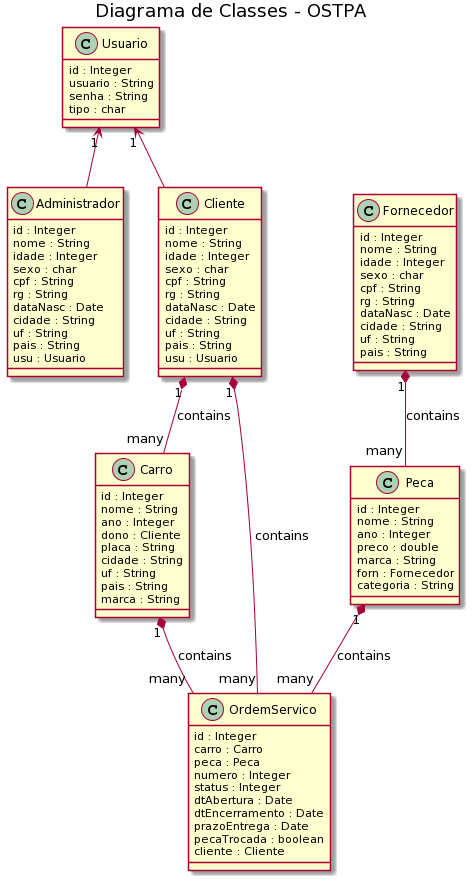 Diagrama de Classes - OSTPA
C Usuario
id : Integer
usuario : String
senha : String
tipo : char
1
1
C Administrador
id : Integer
nome : String
idade : Integer
sexo : char
cpf : String
rg : String
dataNasc : Date
cidade : String
uf : String
pais : String
usu : Usuario
C Cliente
id : Integer
nome : String
idade : Integer
sexo : char
cpf : String
rg : String
dataNasc : Date
cidade : String
uf : String
pais : String
usu : Usuario
C Fornecedor
id : Integer
nome : String
idade : Integer
sexo : char
cpf : String
rg : String
dataNasc : Date
cidade : String
uf : String
pais : String
1
1
1
contains
contains
many
many
C Carro
id : Integer
nome : String
ano : Integer
dono : Cliente
placa : String
cidade : String
uf : String
pais : String
marca : String
contains
C Peca
id : Integer
nome : String
ano : Integer
preco : double
marca : String
forn : Fornecedor
categoria : String
1
1
contains
contains
many
many
many
C OrdemServico
id : Integer
carro : Carro
peca : Peca
numero : Integer
status : Integer
dtAbertura : Date
dtEncerramento : Date
prazoEntrega : Date
pecaTrocada : boolean
cliente : Cliente